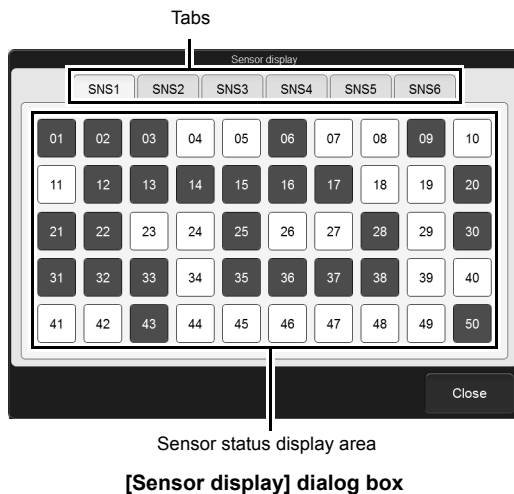 Tabs
Sensor display
SNS1 SNS2 SNS3 SNS4 SNS5 SNS6
01 02 03 04 05 06 07 08 09 10
11 12 13 14 15 16 17 18 19 20
21 22 23 24 25 26 27 28 29 30
31 32 33 34 35 36 37 38 39 40
41 42 43 44 45 46 47 48 49 50
Close
Sensor status display area
[Sensor display] dialog box